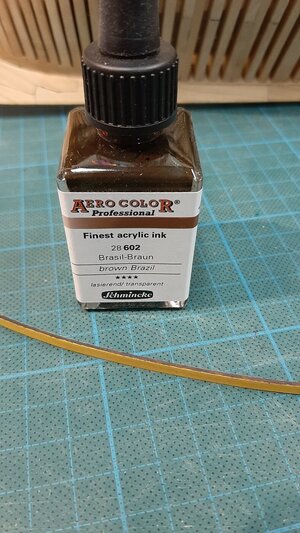 AERO COLOR®
Professional
Finest acrylic ink
28 602
Brasil-Braun
brown Brazil
★★★★
lasierend/ transparent
Schmincke